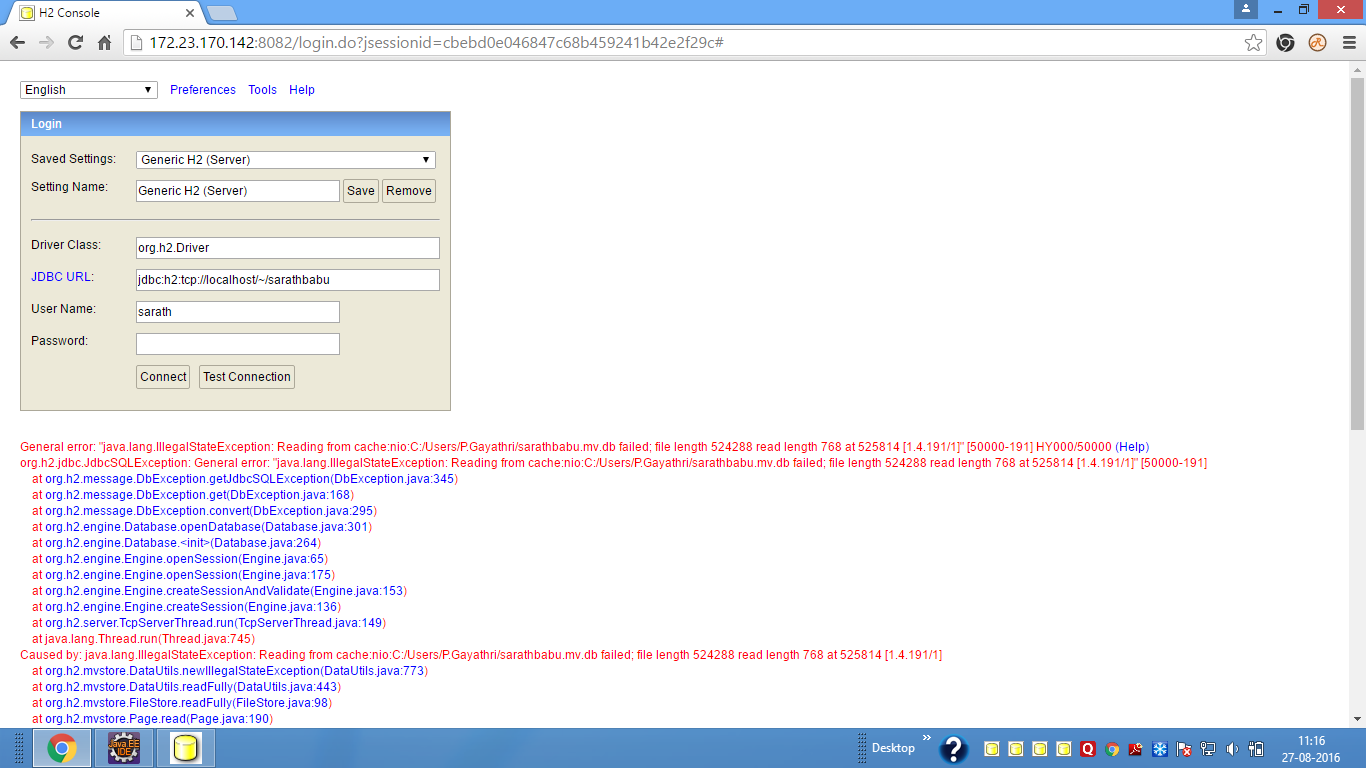 H2 Console
172.23.170.142:8082/login.do?jsessionid=cbebd0e046847c68b459241b42e2f29c#
English Preferences Tools Help
Login
Saved Settings: Generic H2 (Server)
Setting Name: Generic H2 (Server) Save Remove
Driver Class: org.h2.Driver
JDBC URL: jdbc:h2:tcp://localhost/~/sarathbabu
User Name: sarath
Password:
Connect Test Connection
General error: "java.lang.IllegalStateException: Reading from cache:nio:C:/Users/P.Gayathri/sarathbabu.mv.db failed; file length 524288 read length 768 at 525814 [1.4.191/1]" [50000-191] HY000/50000 (Help)
org.h2.jdbc.JdbcSQLException: General error: "java.lang.IllegalStateException: Reading from cache:nio:C:/Users/P.Gayathri/sarathbabu.mv.db failed; file length 524288 read length 768 at 525814 [1.4.191/1]" [50000-191]
at org.h2.message.DbException.getJdbcSQLException(DbException.java:345)
at org.h2.message.DbException.get(DbException.java:168)
at org.h2.message.DbException.convert(DbException.java:295)
at org.h2.engine.Database.openDatabase(Database.java:301)
at org.h2.engine.Database.<init>(Database.java:264)
at org.h2.engine.Engine.openSession(Engine.java:65)
at org.h2.engine.Engine.openSession(Engine.java:175)
at org.h2.engine.Engine.createSessionAndValidate(Engine.java:153)
at org.h2.engine.Engine.createSession(Engine.java:136)
at org.h2.server.TcpServerThread.run(TcpServerThread.java:149)
at java.lang.Thread.run(Thread.java:745)
Caused by: java.lang.IllegalStateException: Reading from cache:nio:C:/Users/P.Gayathri/sarathbabu.mv.db failed; file length 524288 read length 768 at 525814 [1.4.191/1]
at org.h2.mvstore.DataUtils.newIllegalStateException(DataUtils.java:773)
at org.h2.mvstore.DataUtils.readFully(DataUtils.java:443)
at org.h2.mvstore.FileStore.readFully(FileStore.java:98)
at org.h2.mvstore.Page.read(Page.java:190)
Java EE
IDE
Desktop
11:16
27-08-2016